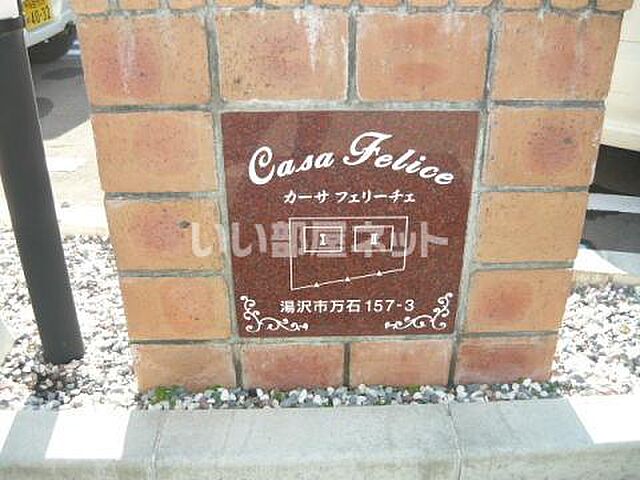 Casa Felice
カーサ フェリーチェ
I II
いい部屋ネット
湯沢市万石157-3